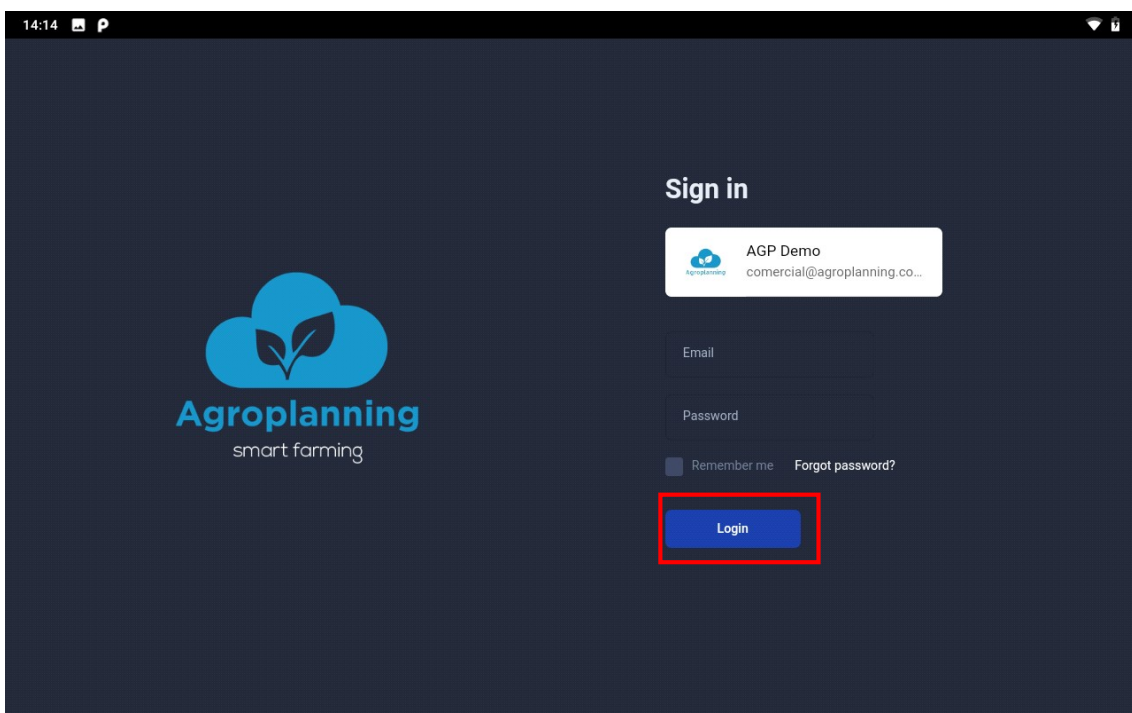 14:14
Sign in
AGP Demo
Agroplanning
comercial@agroplanning.co...
Email
Password
Agroplanning
smart farming
Remember me Forgot password?
Login